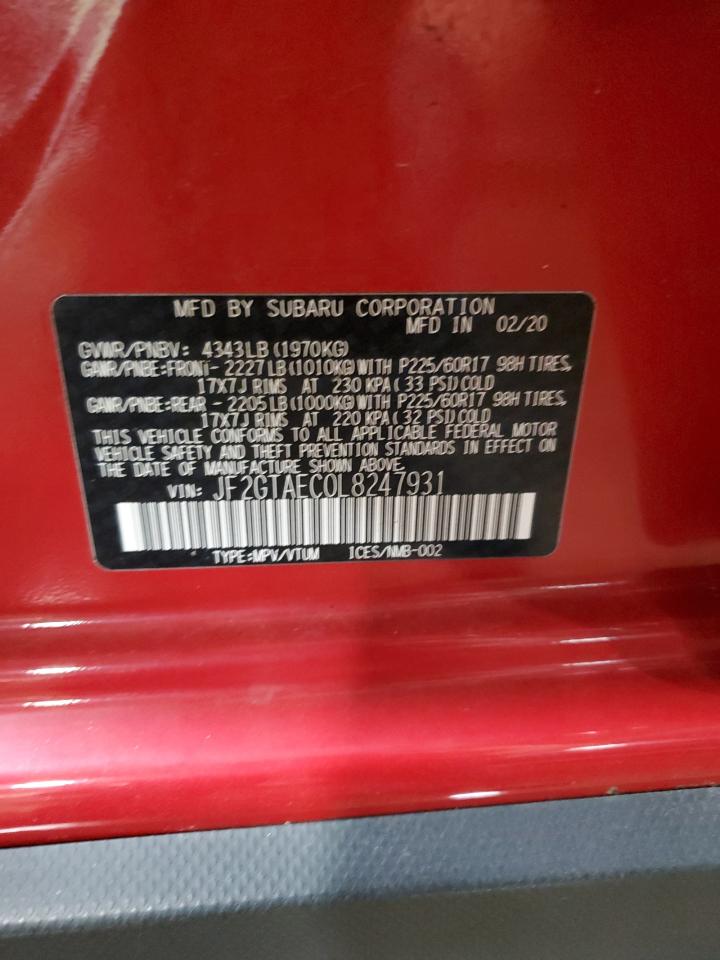 MFD BY SUBARU CORPORATION
MFD IN 02/20
GVWR/PNBV: 4343LB(1970KG)
GAWR/PNBE:FRONT- 2227LB(1010KG)WITH P225/60R17 98H TIRES,
17X7J RIMS AT 230 KPA( 33 PSI)COLD
GAWR/PNBE:REAR - 2205LB(1000KG)WITH P225/60R17 98H TIRES,
17X7J RIMS AT 220 KPA( 32 PSI)COLD
THIS VEHICLE CONFORMS TO ALL APPLICABLE FEDERAL MOTOR
VEHICLE SAFETY AND THEFT PREVENTION STANDARDS IN EFFECT ON
THE DATE OF MANUFACTURE SHOWN ABOVE.
VIN: JF2GTAEC0L8247931
TYPE:MPV/VTUM ICES/NMB-002